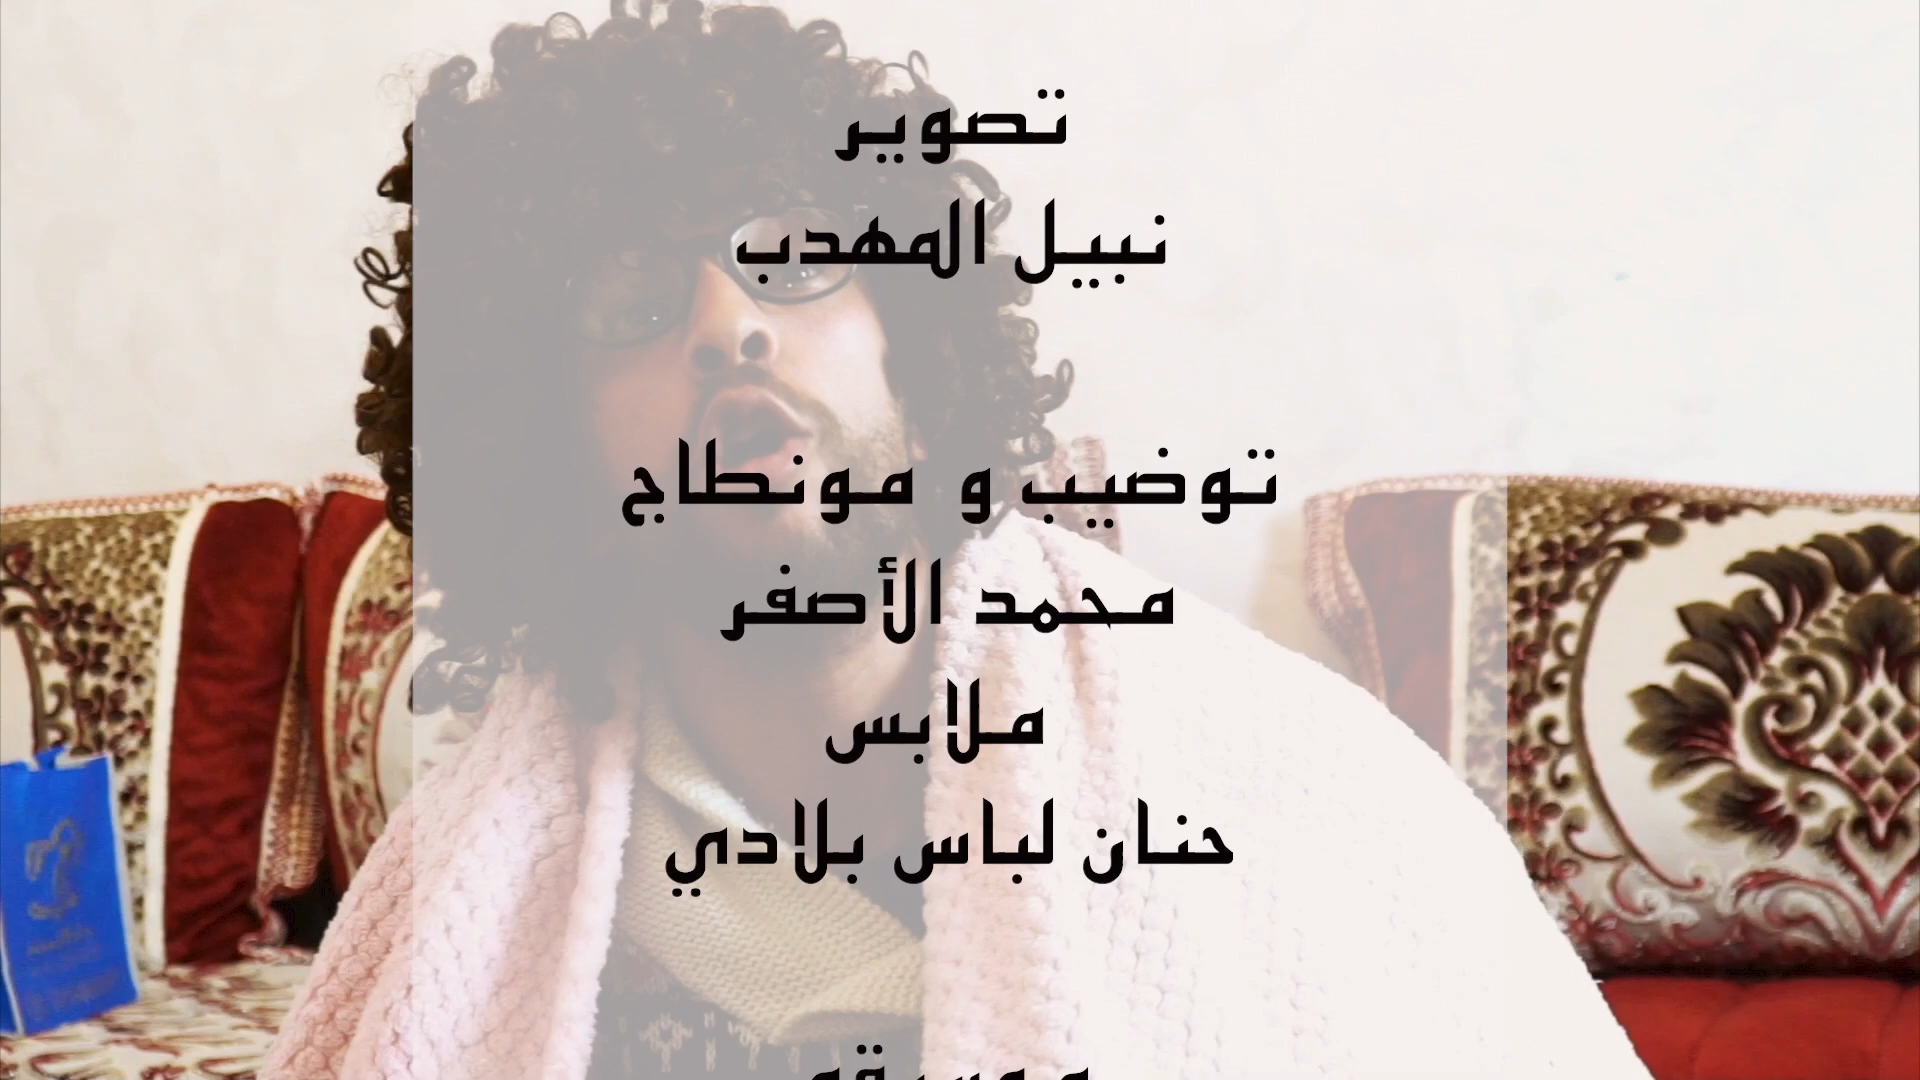 تصوير
نبيل المهدب
توضيب و مونطاج
محمد الأصفر
ملابس
حنان لباس بلادي